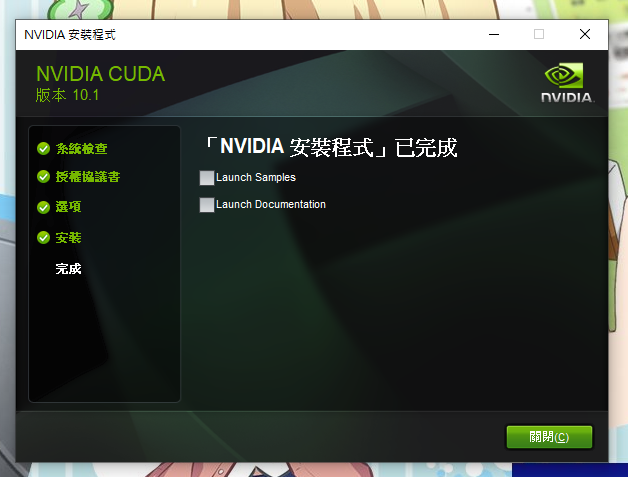 NVIDIA 安裝程式
NVIDIA CUDA
版本 10.1
NVIDIA.
系統檢查
授權協議書
選項
安裝
完成
「NVIDIA 安裝程式」已完成
Launch Samples
Launch Documentation
關閉(C)